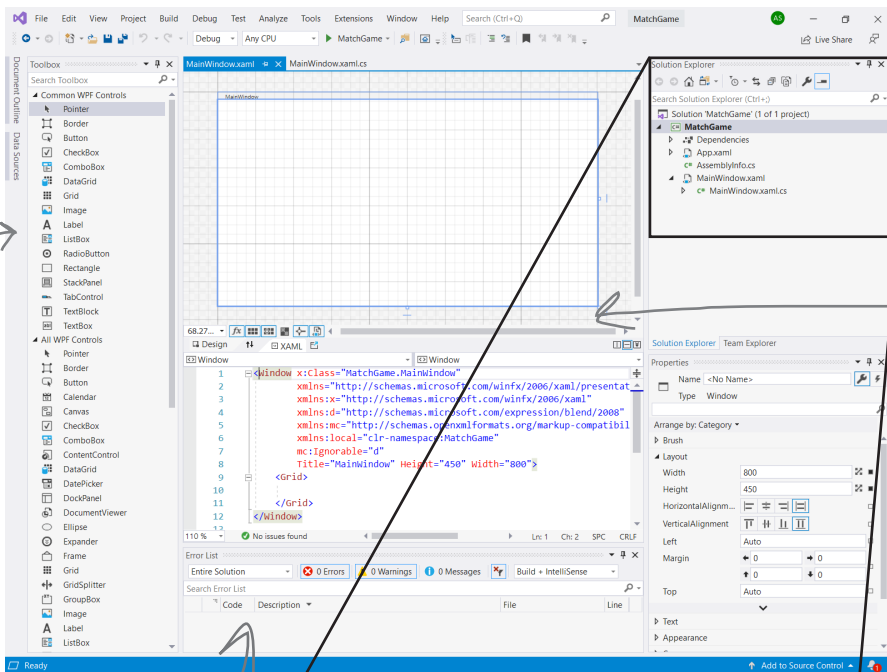 File Edit View Project Build Debug Test Analyze Tools Extensions Window Help Search (Ctrl+Q) MatchGame AS
Debug Any CPU MatchGame Live Share
Document Outline
Data Sources
Toolbox
Search Toolbox
Common WPF Controls
Pointer
Border
Button
CheckBox
ComboBox
DataGrid
Grid
Image
Label
ListBox
RadioButton
Rectangle
StackPanel
TabControl
TextBlock
TextBox
All WPF Controls
Pointer
Border
Button
Calendar
Canvas
CheckBox
ComboBox
ContentControl
DataGrid
DatePicker
DockPanel
DocumentViewer
Ellipse
Expander
Frame
Grid
GridSplitter
GroupBox
Image
Label
ListBox
MainWindow.xaml MainWindow.xaml.cs
MainWindow
68.27...
Design XAML
Window Window
1 <Window x:Class="MatchGame.MainWindow"
2 xmlns="http://schemas.microsoft.com/winfx/2006/xaml/presentat
3 xmlns:x="http://schemas.microsoft.com/winfx/2006/xaml"
4 xmlns:d="http://schemas.microsoft.com/expression/blend/2008"
5 xmlns:mc="http://schemas.openxmlformats.org/markup-compatibil
6 xmlns:local="clr-namespace:MatchGame"
7 mc:Ignorable="d"
8 Title="MainWindow" Height="450" Width="800">
9 <Grid>
10
11 </Grid>
12 </Window>
13
110 % No issues found Ln: 1 Ch: 2 SPC CRLF
Error List
Entire Solution 0 Errors 0 Warnings 0 Messages Build + IntelliSense
Search Error List
Code Description File Line
Solution Explorer
Search Solution Explorer (Ctrl+;)
Solution 'MatchGame' (1 of 1 project)
MatchGame
Dependencies
App.xaml
AssemblyInfo.cs
MainWindow.xaml
MainWindow.xaml.cs
Solution Explorer Team Explorer
Properties
Name <No Name>
Type Window
Arrange by: Category
Brush
Layout
Width 800
Height 450
HorizontalAlignm...
VerticalAlignment
Left Auto
Margin 0 0
0 0
Top Auto
Text
Appearance
Ready Add to Source Control 1